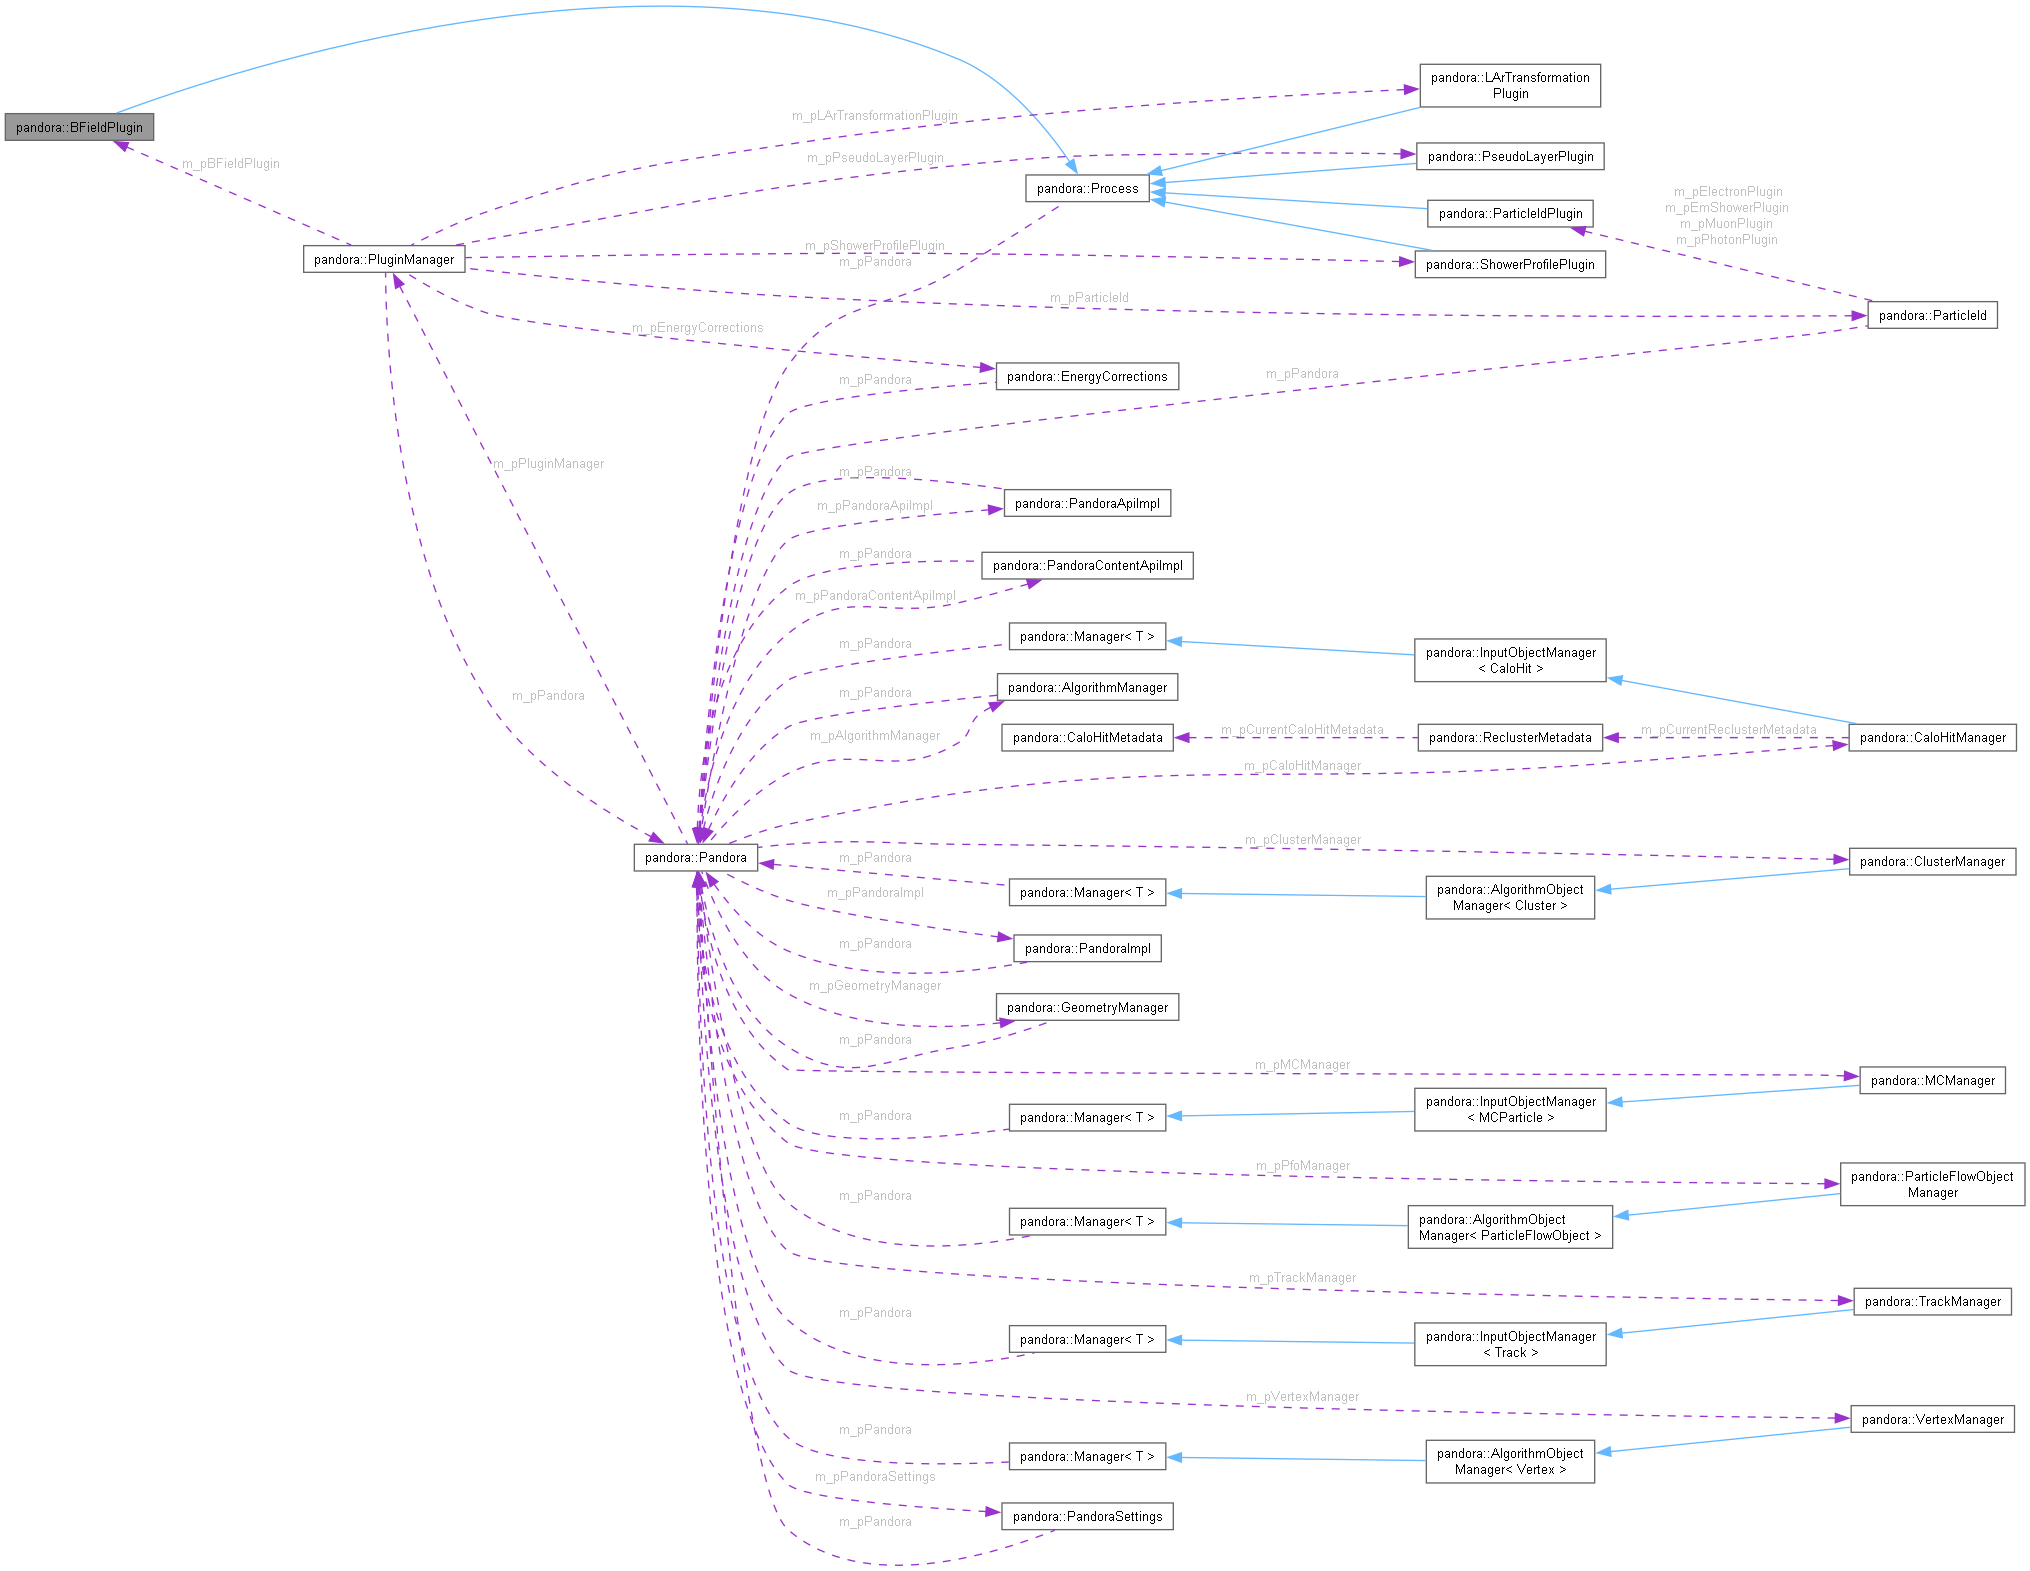 pandora::LArTransformation
Plugin
m_pLArTransformationPlugin
pandora::BFieldPlugin
m_pPseudoLayerPlugin
pandora::PseudoLayerPlugin
m_pBFieldPlugin
pandora::Process
m_pElectronPlugin
m_pEmShowerPlugin
m_pMuonPlugin
m_pPhotonPlugin
pandora::ParticleIdPlugin
m_pShowerProfilePlugin
pandora::PluginManager
m_pPandora
pandora::ShowerProfilePlugin
m_pParticleId
pandora::ParticleId
m_pEnergyCorrections
m_pPandora
pandora::EnergyCorrections
m_pPandora
m_pPluginManager
m_pPandora
pandora::PandoraApiImpl
m_pPandoraApiImpl
m_pPandora
pandora::PandoraContentApiImpl
m_pPandoraContentApiImpl
pandora::Manager< T >
m_pPandora
pandora::InputObjectManager
< CaloHit >
pandora::AlgorithmManager
m_pPandora
m_pPandora
m_pAlgorithmManager
pandora::CaloHitMetadata
m_pCurrentCaloHitMetadata
pandora::ReclusterMetadata
m_pCurrentReclusterMetadata
pandora::CaloHitManager
m_pCaloHitManager
m_pClusterManager
pandora::Pandora
m_pPandora
pandora::ClusterManager
m_pPandoraImpl
pandora::Manager< T >
pandora::AlgorithmObject
Manager< Cluster >
m_pPandora
pandora::PandoraImpl
m_pGeometryManager
pandora::GeometryManager
m_pPandora
m_pMCManager
pandora::MCManager
m_pPandora
pandora::Manager< T >
pandora::InputObjectManager
< MCParticle >
m_pPfoManager
pandora::ParticleFlowObject
Manager
m_pPandora
pandora::Manager< T >
pandora::AlgorithmObject
Manager< ParticleFlowObject >
m_pTrackManager
pandora::TrackManager
m_pPandora
pandora::Manager< T >
pandora::InputObjectManager
< Track >
m_pVertexManager
pandora::VertexManager
m_pPandora
pandora::Manager< T >
pandora::AlgorithmObject
Manager< Vertex >
m_pPandoraSettings
pandora::PandoraSettings
m_pPandora